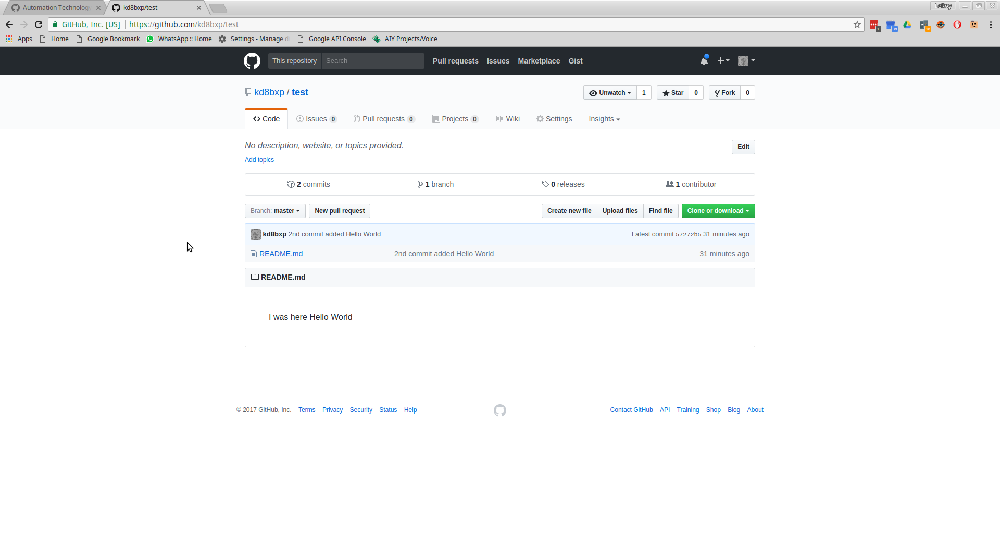 Automation Technology
kd8bxp/test
LeRoy
GitHub, Inc. [US] https://github.com/kd8bxp/test
1 3d 16
Apps Home Google Bookmark WhatsApp :: Home Settings - Manage d Google API Console AIY Projects/Voice
This repository Search Pull requests Issues Marketplace Gist
kd8bxp / test
Unwatch 1 Star 0 Fork 0
Code Issues 0 Pull requests 0 Projects 0 Wiki Settings Insights
No description, website, or topics provided.
Edit
Add topics
2 commits 1 branch 0 releases 1 contributor
Branch: master New pull request Create new file Upload files Find file Clone or download
kd8bxp 2nd commit added Hello World Latest commit 57272b5 31 minutes ago
README.md 2nd commit added Hello World 31 minutes ago
README.md
I was here Hello World
© 2017 GitHub, Inc. Terms Privacy Security Status Help Contact GitHub API Training Shop Blog About